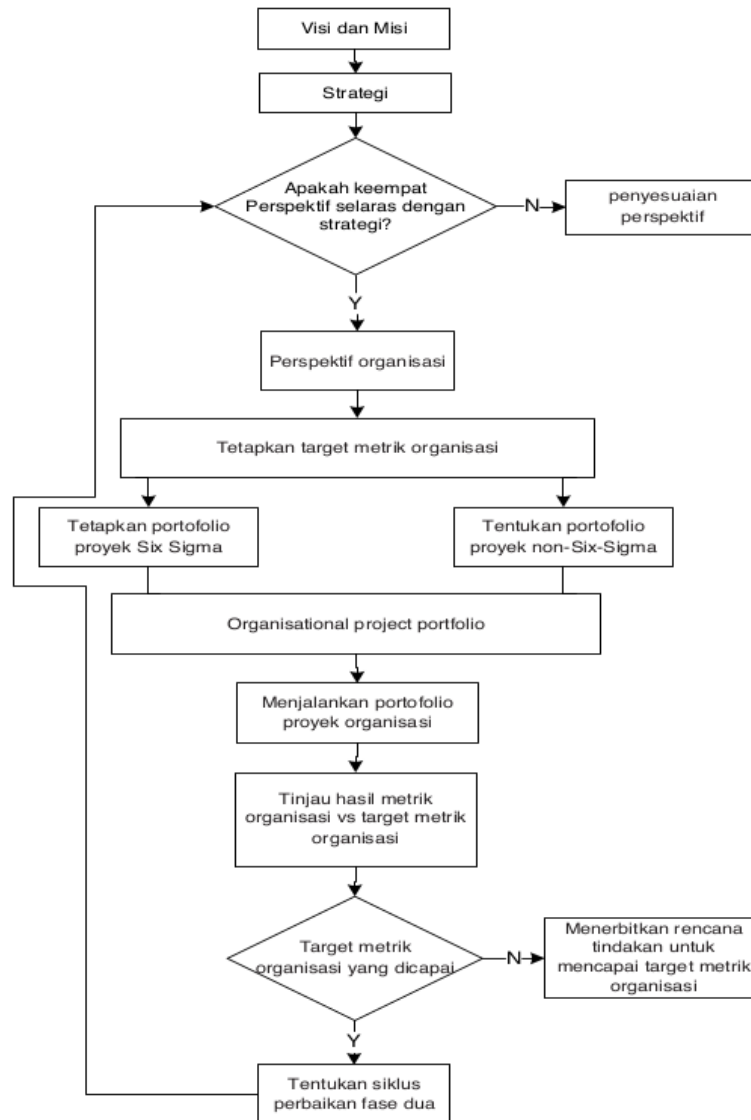 Visi dan Misi
Strategi
Apakah keempat
Perspektif selaras dengan
strategi?
N
penyesuaian
perspektif
Y
Perspektif organisasi
Tetapkan target metrik organisasi
Tetapkan portofolio
proyek Six Sigma
Tentukan portofolio
proyek non-Six-Sigma
Organisational project portfolio
Menjalankan portofolio
proyek organisasi
Tinjau hasil metrik
organisasi vs target metrik
organisasi
Target metrik
organisasi yang dicapai
N
Menerbitkan rencana
tindakan untuk
mencapai target metrik
organisasi
Y
Tentukan siklus
perbaikan fase dua